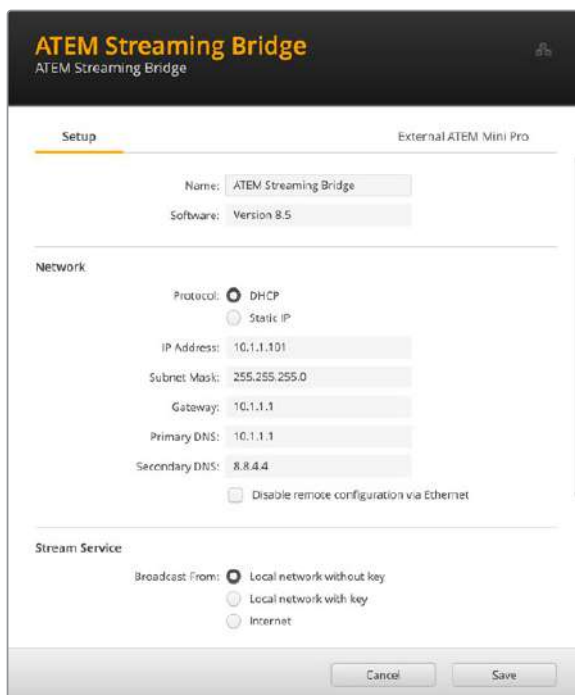 ATEM Streaming Bridge
ATEM Streaming Bridge
Setup External ATEM Mini Pro
Name: ATEM Streaming Bridge
Software: Version 8.5
Network
Protocol: DHCP
Static IP
IP Address: 10.1.1.101
Subnet Mask: 255.255.255.0
Gateway: 10.1.1.1
Primary DNS: 10.1.1.1
Secondary DNS: 8.8.4.4
Disable remote configuration via Ethernet
Stream Service
Broadcast From: Local network without key
Local network with key
Internet
Cancel Save